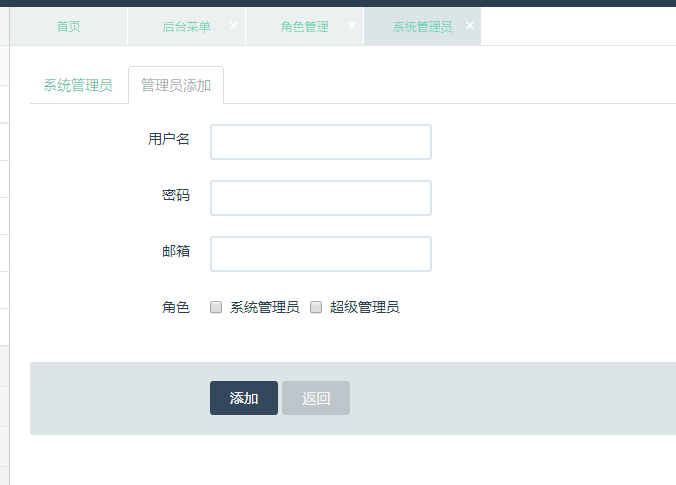 首页 后台菜单 × 角色管理 × 系统管理员 ×
系统管理员 管理员添加
用户名
密码
邮箱
角色 系统管理员 超级管理员
添加 返回